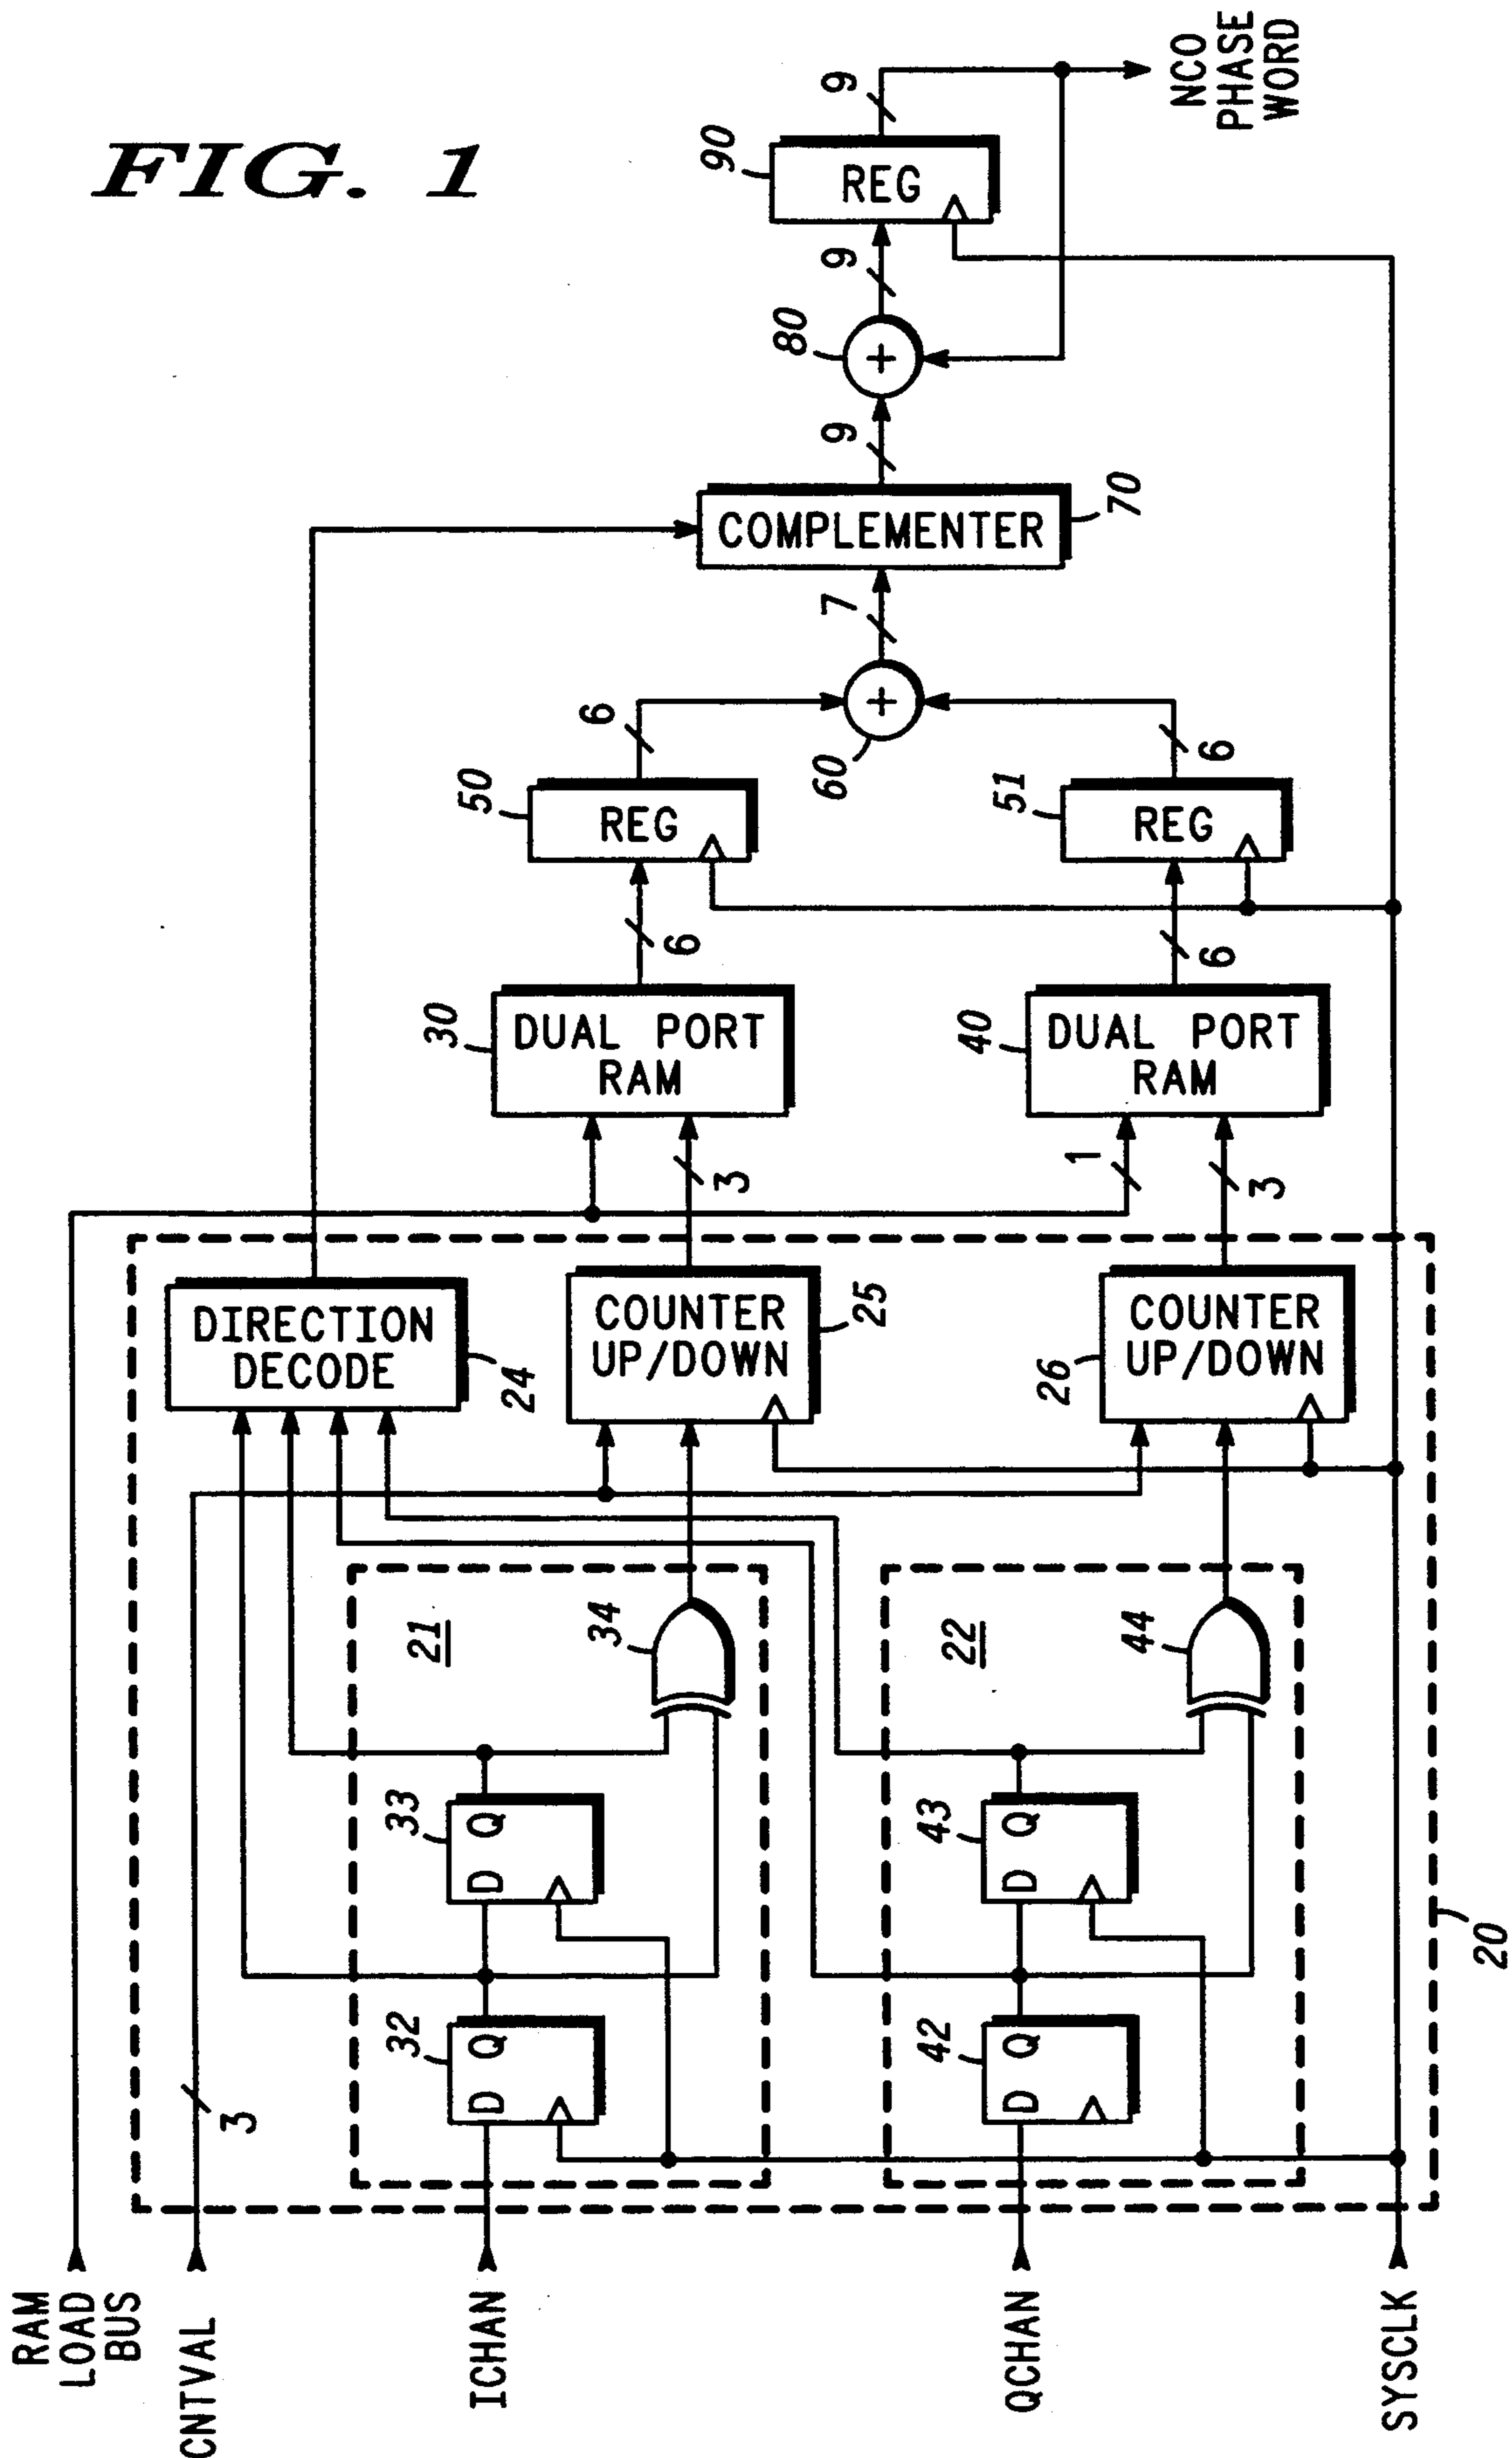 FIG. 1
RAM
LOAD
BUS
CNTVAL
3
ICHAN
QCHAN
SYSCLK
20
21
32
D Q
33
D Q
34
22
42
D Q
43
D Q
44
DIRECTION
DECODE
24
COUNTER
UP/DOWN
25
COUNTER
UP/DOWN
26
3
1
3
30
DUAL PORT
RAM
40
DUAL PORT
RAM
6
6
50
REG
51
REG
6
6
60
+
7
COMPLEMENTER
70
9
80
+
9
90
REG
9
NCO
PHASE
WORD